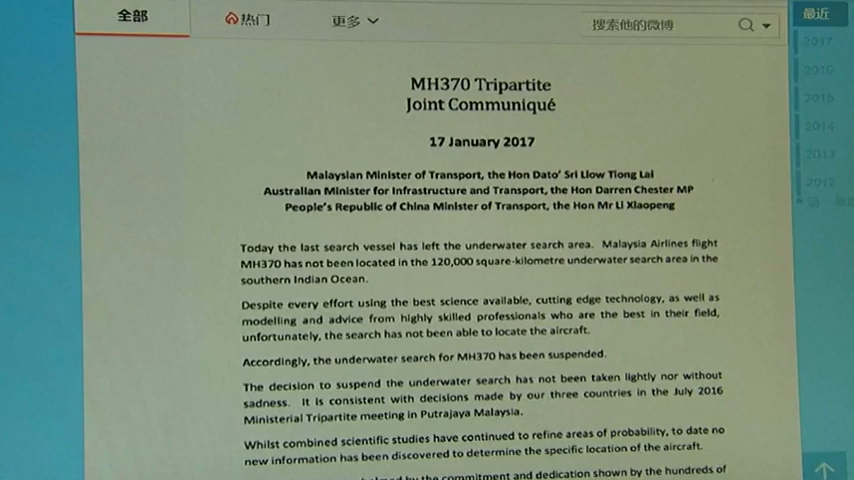 全部
热门
更多
搜索他的微博
最近
2017
2016
2015
2014
2013
2012
MH370 Tripartite
Joint Communiqué
17 January 2017
Malaysian Minister of Transport, the Hon Dato' Sri Liow Tiong Lai
Australian Minister for Infrastructure and Transport, the Hon Darren Chester MP
People's Republic of China Minister of Transport, the Hon Mr Li Xiaopeng
Today the last search vessel has left the underwater search area. Malaysia Airlines flight
MH370 has not been located in the 120,000 square-kilometre underwater search area in the
southern Indian Ocean.
Despite every effort using the best science available, cutting edge technology, as well as
modelling and advice from highly skilled professionals who are the best in their field,
unfortunately, the search has not been able to locate the aircraft.
Accordingly, the underwater search for MH370 has been suspended.
The decision to suspend the underwater search has not been taken lightly nor without
sadness. It is consistent with decisions made by our three countries in the July 2016
Ministerial Tripartite meeting in Putrajaya Malaysia.
Whilst combined scientific studies have continued to refine areas of probability, to date no
new information has been discovered to determine the specific location of the aircraft.
by the commitment and dedication shown by the hundreds of